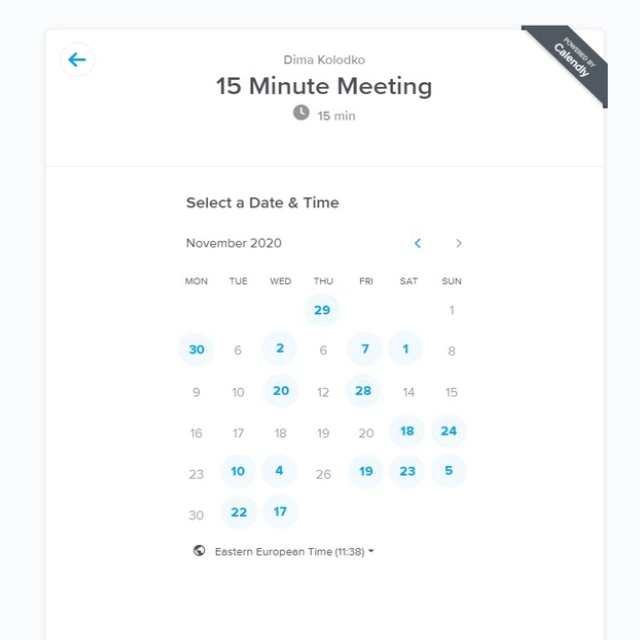 Dima Kolodko
15 Minute Meeting
15 min
POWERED BY
Calendly
Select a Date & Time
November 2020
MON TUE WED THU FRI SAT SUN
29 1
30 6 2 6 7 1 8
9 10 20 12 28 14 15
16 17 18 19 20 18 24
23 10 4 26 19 23 5
30 22 17
Eastern European Time (11:38)